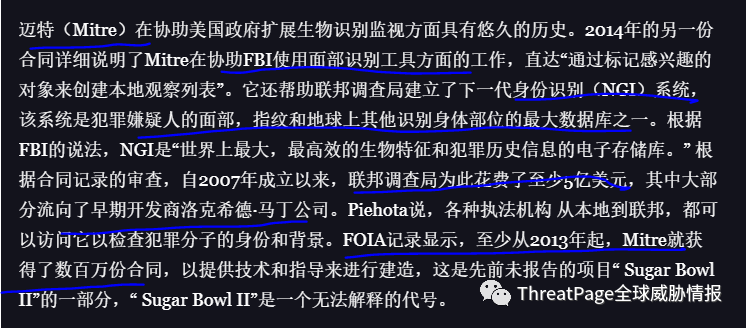 迈特（Mitre）在协助美国政府扩展生物识别监视方面具有悠久的历史。2014年的另一份
合同详细说明了Mitre在协助FBI使用面部识别工具方面的工作，直达“通过标记感兴趣的
对象来创建本地观察列表”。它还帮助联邦调查局建立了下一代身份识别（NGI）系统，
该系统是犯罪嫌疑人的面部，指纹和地球上其他识别身体部位的最大数据库之一。根据
FBI的说法，NGI是“世界上最大，最高效的生物特征和犯罪历史信息的电子存储库。” 根
据合同记录的审查，自2007年成立以来，联邦调查局为此花费了至少5亿美元，其中大部
分流向了早期开发商洛克希德·马丁公司。Piehota说，各种执法机构 从本地到联邦，都可
以访问它以检查犯罪分子的身份和背景。FOIA记录显示，至少从2013年起，Mitre就获
得了数百万份合同，以提供技术和指导来进行建造，这是先前未报告的项目“ Sugar Bowl
II”的一部分，“ Sugar Bowl II”是一个无法解释的代号。
ThreatPage全球威胁情报